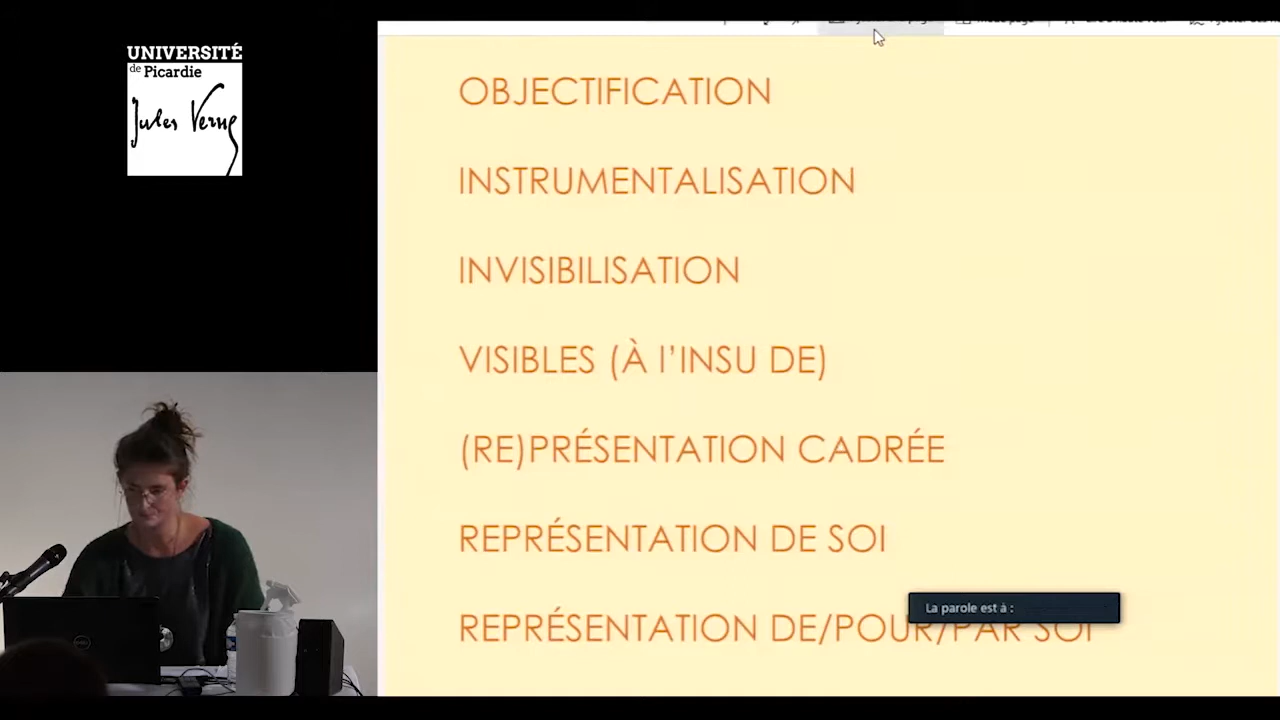 UNIVERSITÉ
de Picardie
Jules Verne
OBJECTIFICATION
INSTRUMENTALISATION
INVISIBILISATION
VISIBLES (À l'INSU DE)
(RE)PRÉSENTATION CADRÉE
REPRÉSENTATION DE SOI
La parole est à :
REPRÉSENTATION DE/POUR/PAR SOI